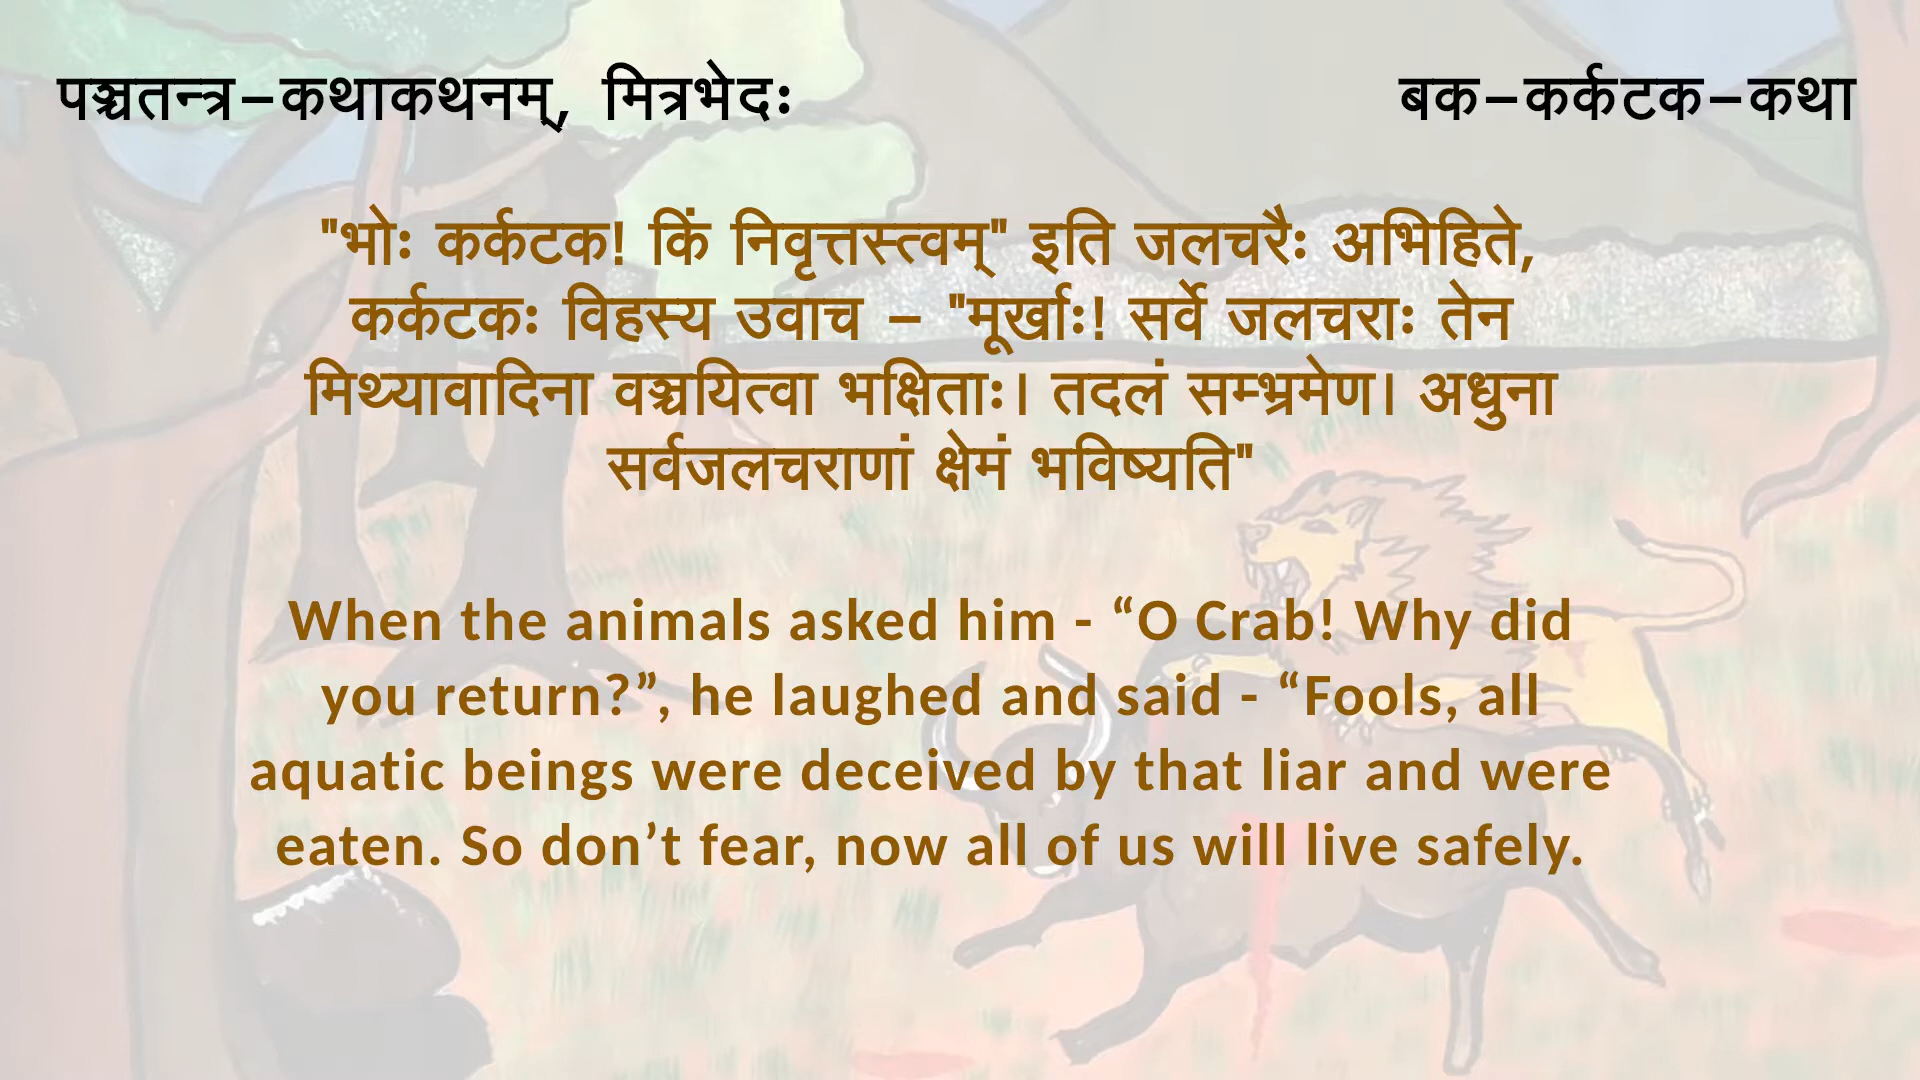 पञ्चतन्त्र–कथाकथनम्, मित्रभेदः
बक–कर्कटक–कथा
"भोः कर्कटक! किं निवृत्तस्त्वम्" इति जलचरैः अभिहिते,
कर्कटकः विहस्य उवाच – "मूर्खाः! सर्वे जलचराः तेन
मिथ्यावादिना वञ्चयित्वा भक्षिताः। तदलं सम्भ्रमेण। अधुना
सर्वजलचराणां क्षेमं भविष्यति"
When the animals asked him - “O Crab! Why did
you return?”, he laughed and said - “Fools, all
aquatic beings were deceived by that liar and were
eaten. So don’t fear, now all of us will live safely.